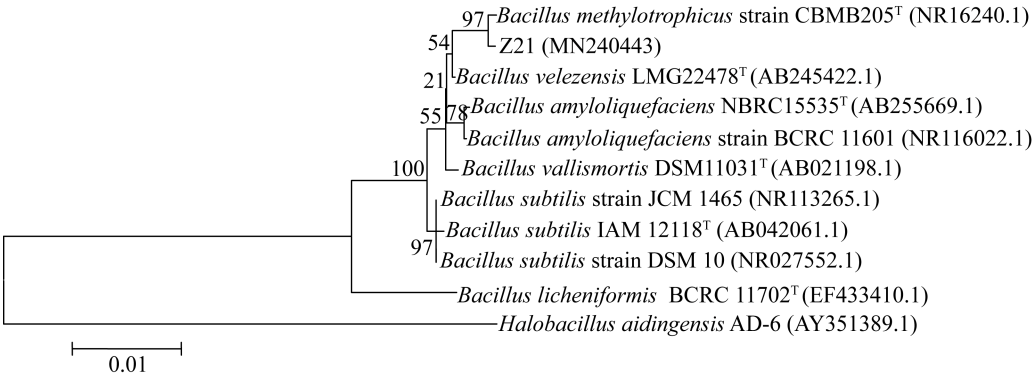 97 Bacillus methylotrophicus strain CBMB205ᵀ (NR16240.1)
Z21 (MN240443)
54
Bacillus velezensis LMG22478ᵀ (AB245422.1)
21
Bacillus amyloliquefaciens NBRC15535ᵀ (AB255669.1)
55 78
Bacillus amyloliquefaciens strain BCRC 11601 (NR116022.1)
100 Bacillus vallismortis DSM11031ᵀ (AB021198.1)
Bacillus subtilis strain JCM 1465 (NR113265.1)
Bacillus subtilis IAM 12118ᵀ (AB042061.1)
97
Bacillus subtilis strain DSM 10 (NR027552.1)
Bacillus licheniformis BCRC 11702ᵀ (EF433410.1)
Halobacillus aidingensis AD-6 (AY351389.1)
0.01